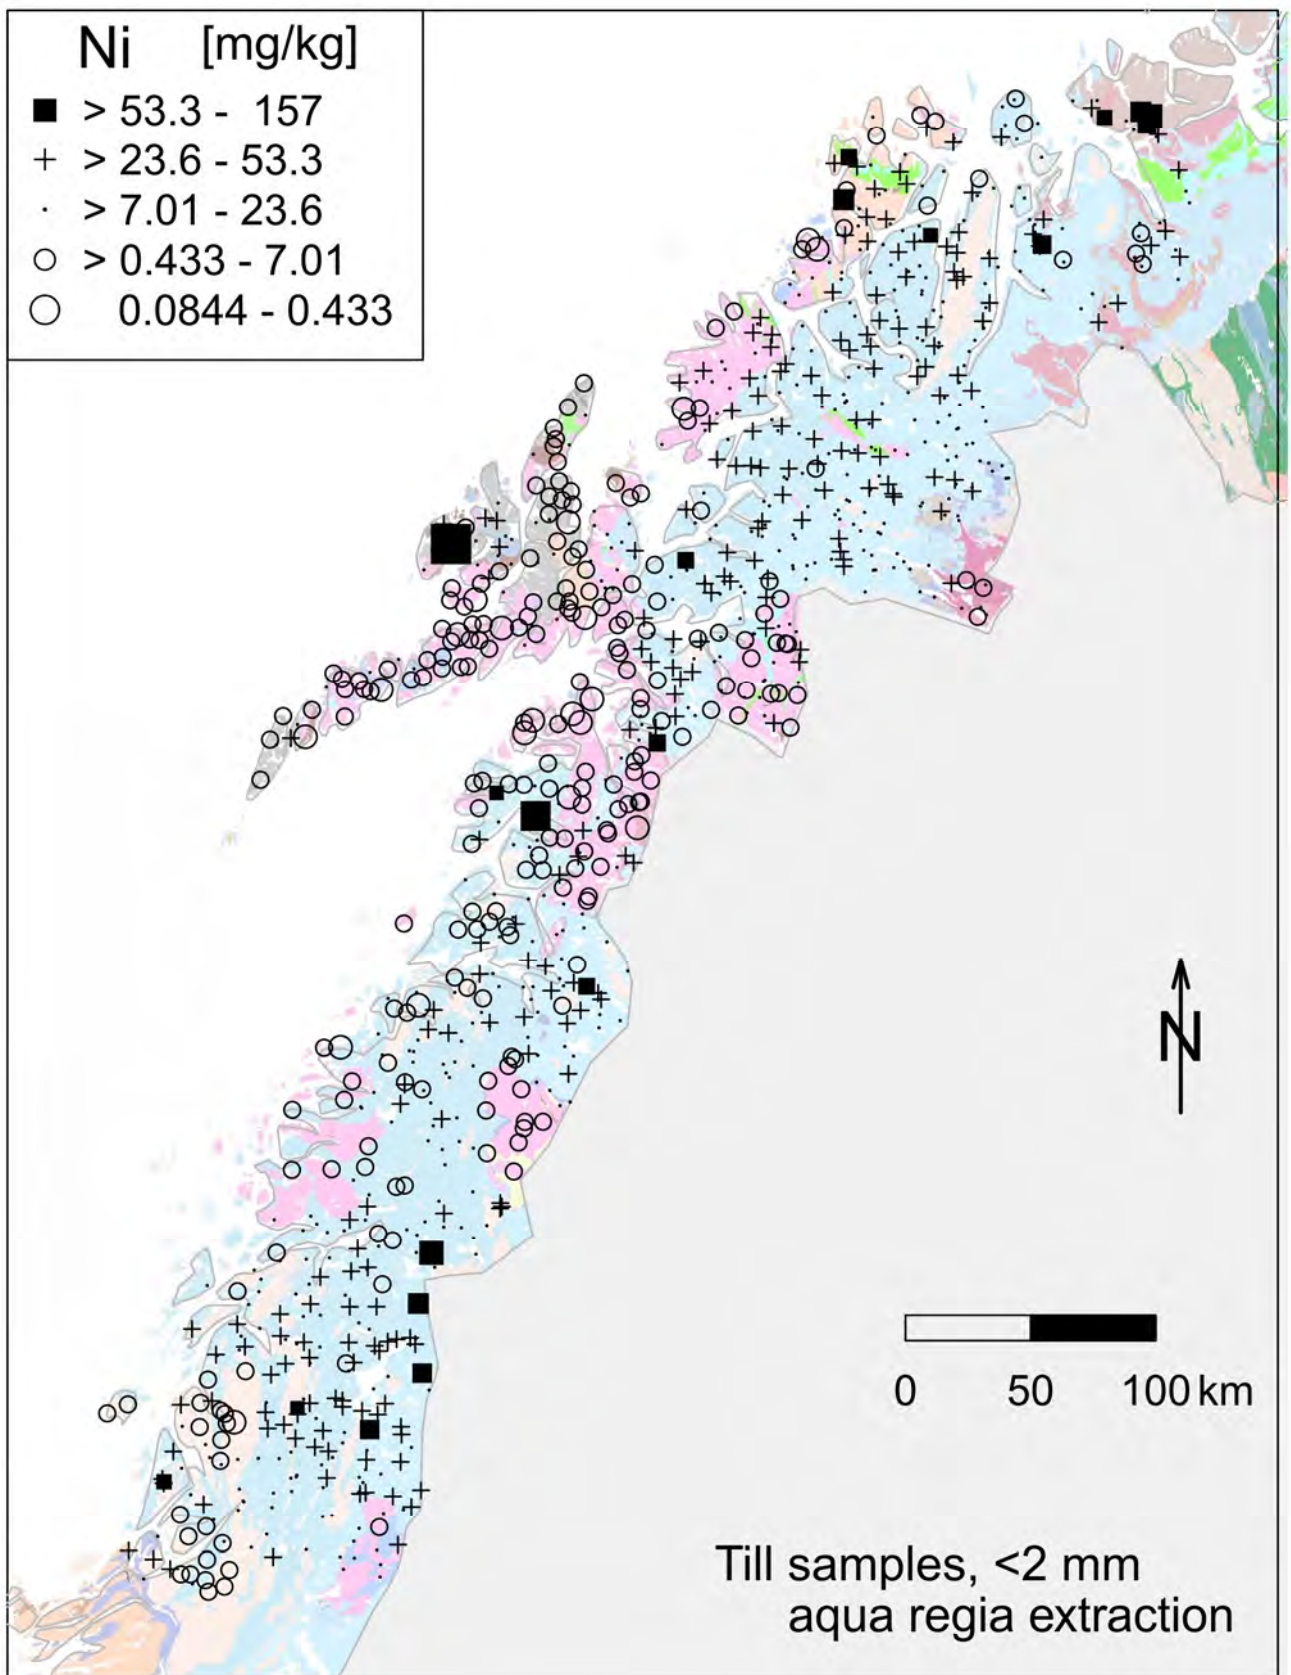 Ni [mg/kg]
> 53.3 - 157
> 23.6 - 53.3
> 7.01 - 23.6
> 0.433 - 7.01
0.0844 - 0.433
N
0 50 100 km
Till samples, <2 mm
aqua regia extraction